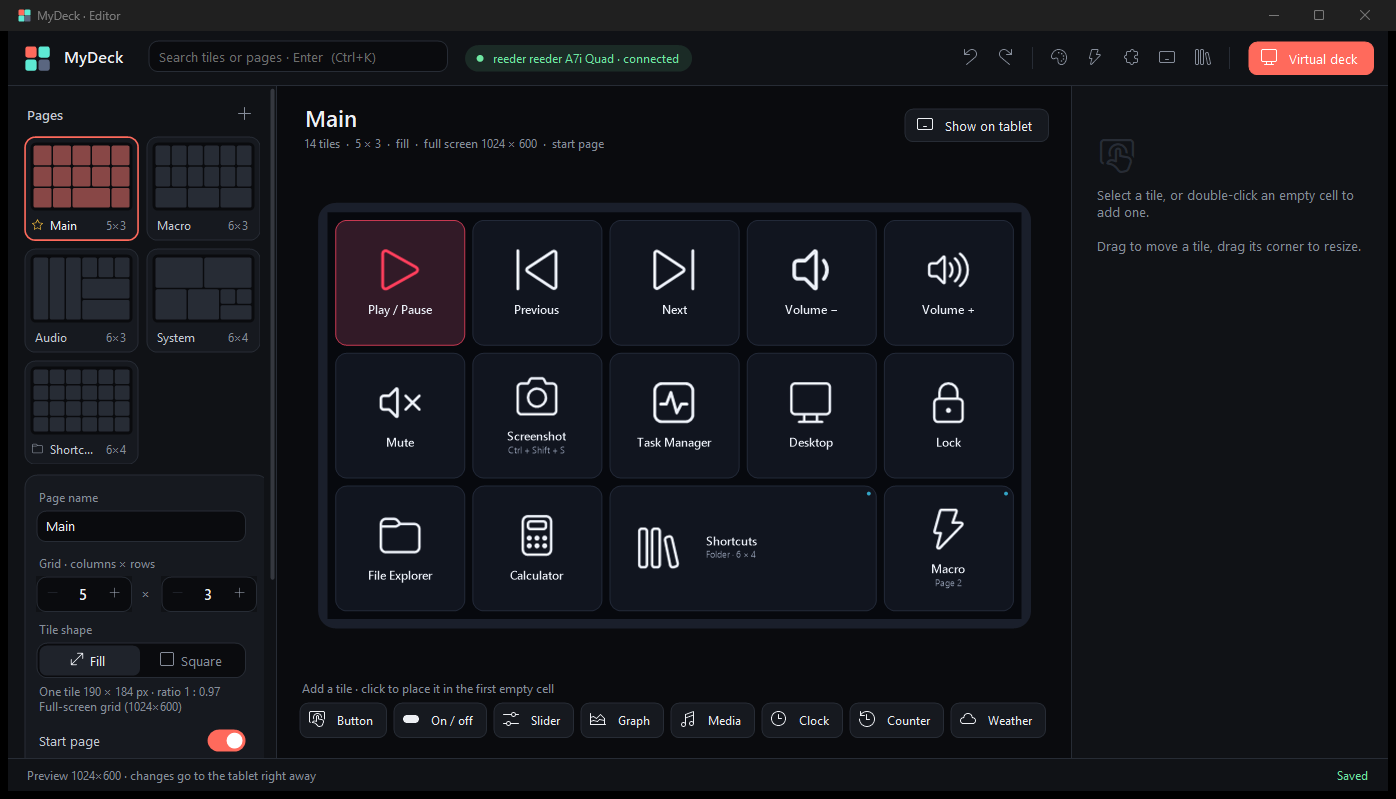 MyDeck · Editor
MyDeck
Search tiles or pages · Enter (Ctrl+K)
reeder reeder A7i Quad · connected
Virtual deck
Pages
Main 5×3
Macro 6×3
Audio 6×3
System 6×4
Shortc... 6×4
Page name
Main
Grid · columns × rows
− 5 + × − 3 +
Tile shape
Fill
Square
One tile 190 × 184 px · ratio 1 : 0.97
Full-screen grid (1024×600)
Start page
Main
14 tiles · 5 × 3 · fill · full screen 1024 × 600 · start page
Show on tablet
Play / Pause
Previous
Next
Volume −
Volume +
Mute
Screenshot
Ctrl + Shift + S
Task Manager
Desktop
Lock
File Explorer
Calculator
Shortcuts
Folder · 6 × 4
Macro
Page 2
Add a tile · click to place it in the first empty cell
Button
On / off
Slider
Graph
Media
Clock
Counter
Weather
Select a tile, or double-click an empty cell to
add one.
Drag to move a tile, drag its corner to resize.
Preview 1024×600 · changes go to the tablet right away
Saved